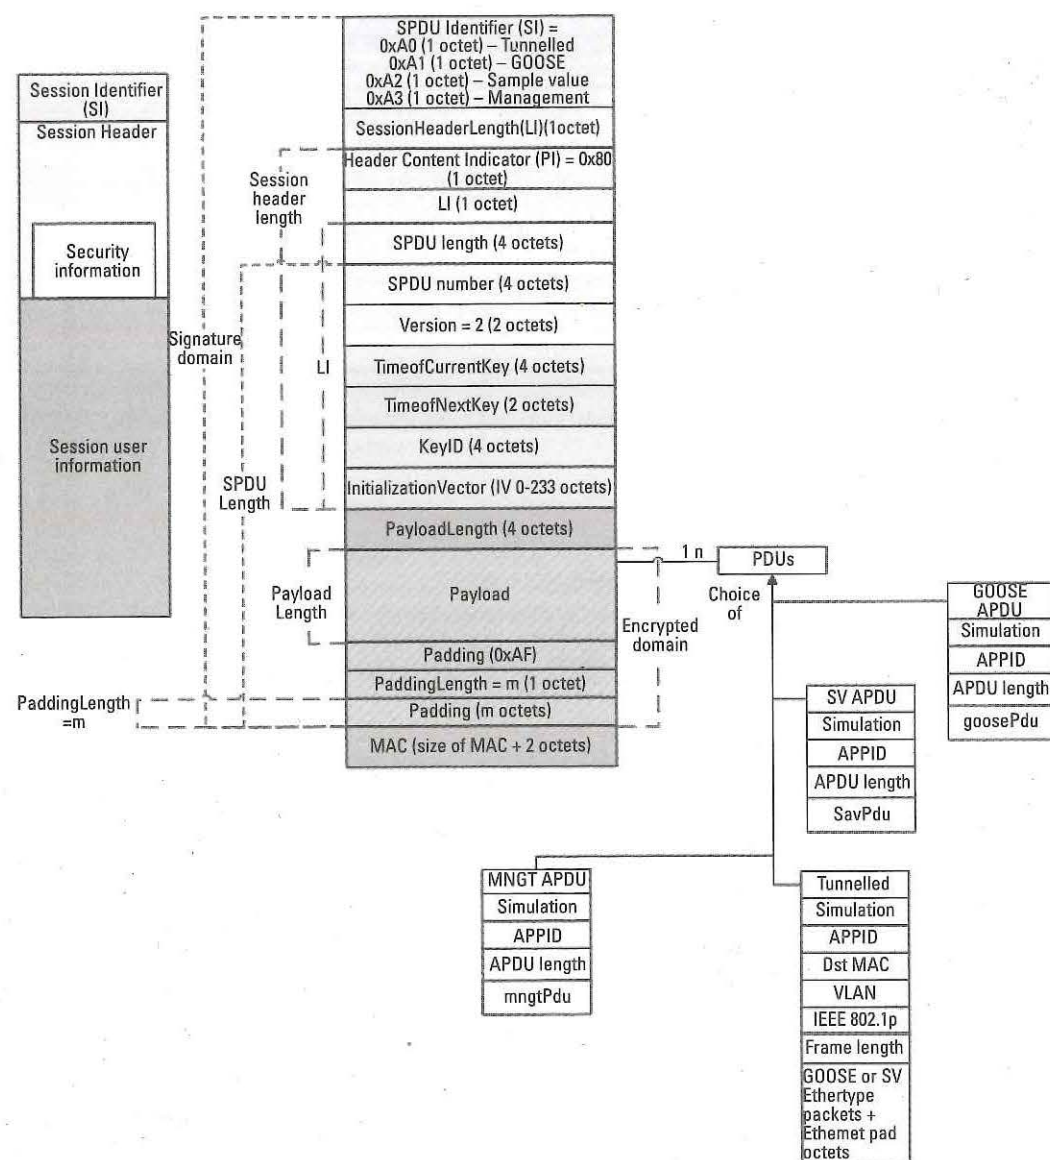 SPDU Identifier (SI) =
0xA0 (1 octet) – Tunnelled
0xA1 (1 octet) – GOOSE
0xA2 (1 octet) – Sample value
0xA3 (1 octet) – Management
SessionHeaderLength(LI)(1octet)
Header Content Indicator (PI) = 0x80
(1 octet)
LI (1 octet)
SPDU length (4 octets)
SPDU number (4 octets)
Version = 2 (2 octets)
TimeofCurrentKey (4 octets)
TimeofNextKey (2 octets)
KeyID (4 octets)
InitializationVector (IV 0-233 octets)
PayloadLength (4 octets)
Payload
Padding (0xAF)
PaddingLength = m (1 octet)
Padding (m octets)
MAC (size of MAC + 2 octets)
Session Identifier
(SI)
Session Header
Security
information
Session user
information
Signature
domain
Session
header
length
LI
SPDU
Length
Payload
Length
PaddingLength
=m
Encrypted
domain
1 n
PDUs
Choice
of
GOOSE
APDU
Simulation
APPID
APDU length
goosePdu
SV APDU
Simulation
APPID
APDU length
SavPdu
MNGT APDU
Simulation
APPID
APDU length
mngtPdu
Tunnelled
Simulation
APPID
Dst MAC
VLAN
IEEE 802.1p
Frame length
GOOSE or SV
Ethertype
packets +
Ethemet pad
octets